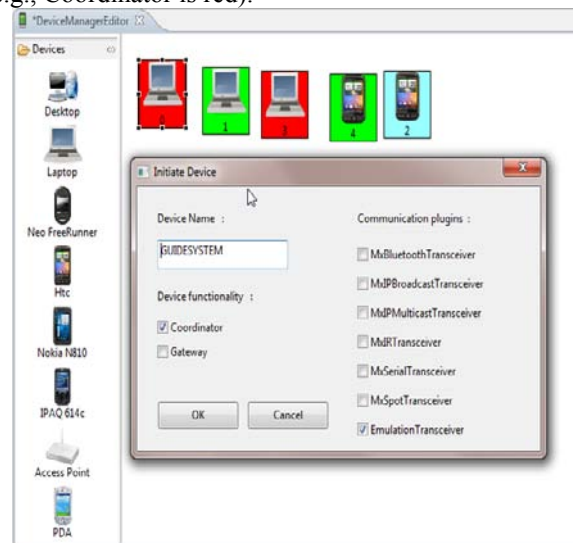 e.g., Coordinator is red).
*DeviceManagerEditor
Devices
Desktop
Laptop
Neo FreeRunner
Htc
Nokia N810
IPAQ 614c
Access Point
PDA
0
1
3
4
2
Initiate Device
Device Name :
GUIDESYSTEM
Device functionality :
Coordinator
Gateway
OK
Cancel
Communication plugins :
MxBluetoothTransceiver
MxIPBroadcastTransceiver
MxIPMulticastTransceiver
MxIRTransceiver
MxSerialTransceiver
MxSpotTransceiver
EmulationTransceiver